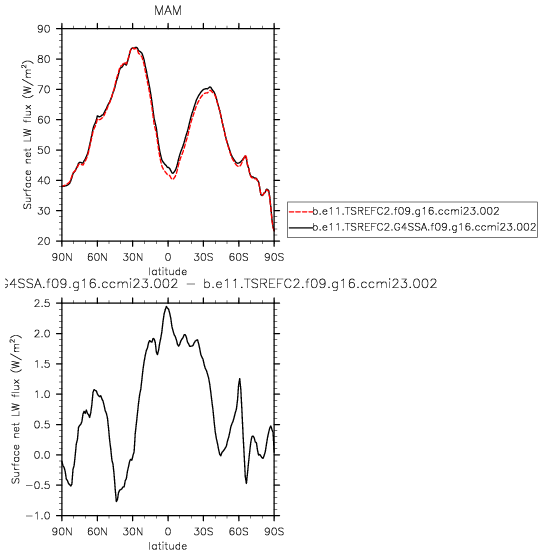 MAM
90
80
70
60
50
40
30
20
Surface net LW flux (W/m²)
90N 60N 30N 0 30S 60S 90S
latitude
b.e11.TSREFC2.f09.g16.ccmi23.002
b.e11.TSREFC2.G4SSA.f09.g16.ccmi23.002
G4SSA.f09.g16.ccmi23.002 − b.e11.TSREFC2.f09.g16.ccmi23.002
2.5
2.0
1.5
1.0
0.5
0.0
−0.5
−1.0
Surface net LW flux (W/m²)
90N 60N 30N 0 30S 60S 90S
latitude